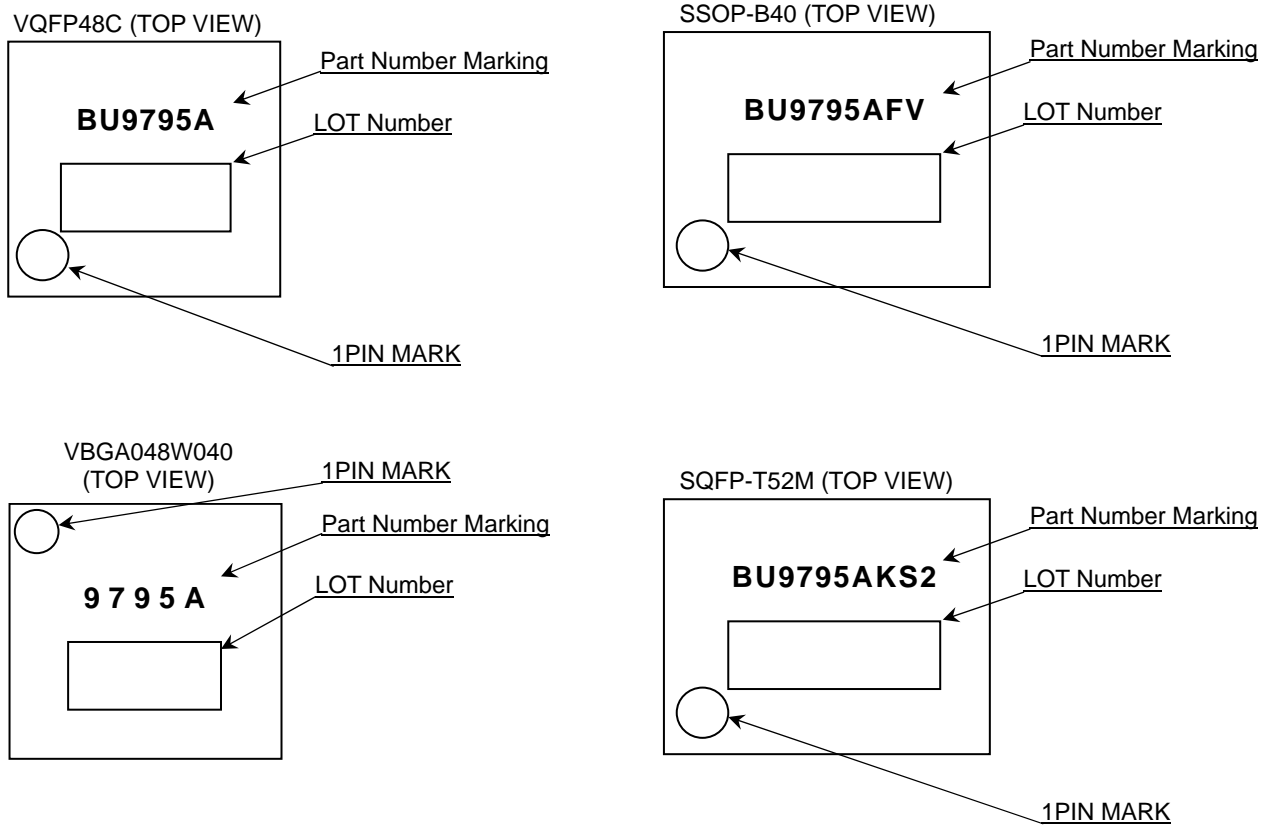 VQFP48C (TOP VIEW)
Part Number Marking
BU9795A
LOT Number
1PIN MARK
SSOP-B40 (TOP VIEW)
Part Number Marking
BU9795AFV
LOT Number
1PIN MARK
VBGA048W040
(TOP VIEW)
1PIN MARK
Part Number Marking
9795A
LOT Number
SQFP-T52M (TOP VIEW)
Part Number Marking
BU9795AKS2
LOT Number
1PIN MARK